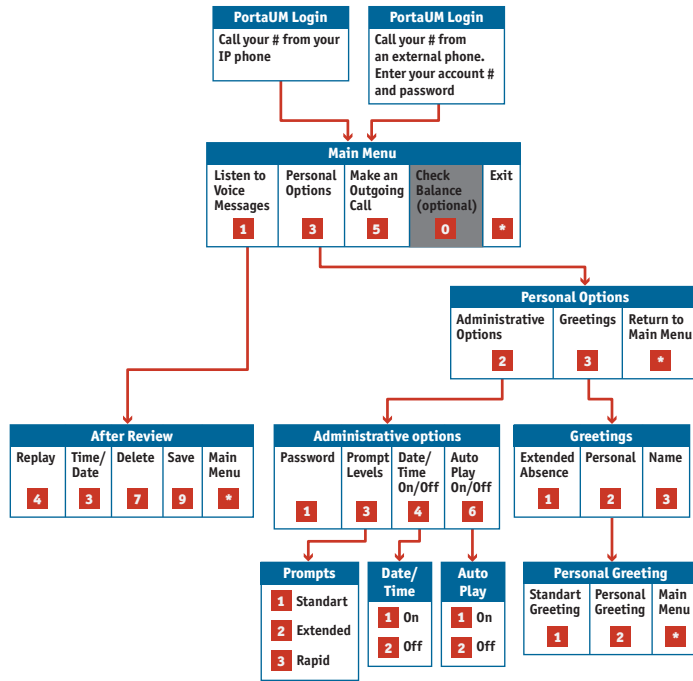 PortaUM Login
Call your # from your
IP phone
PortaUM Login
Call your # from
an external phone.
Enter your account #
and password
Main Menu
Listen to
Voice
Messages
1
Personal
Options
3
Make an
Outgoing
Call
5
Check
Balance
(optional)
0
Exit
*
Personal Options
Administrative
Options
2
Greetings
3
Return to
Main Menu
*
After Review
Replay
4
Time/
Date
3
Delete
7
Save
9
Main
Menu
*
Administrative options
Password
1
Prompt
Levels
3
Date/
Time
On/Off
4
Auto
Play
On/Off
6
Greetings
Extended
Absence
1
Personal
2
Name
3
Prompts
1 Standart
2 Extended
3 Rapid
Date/
Time
1 On
2 Off
Auto
Play
1 On
2 Off
Personal Greeting
Standart
Greeting
1
Personal
Greeting
2
Main
Menu
*